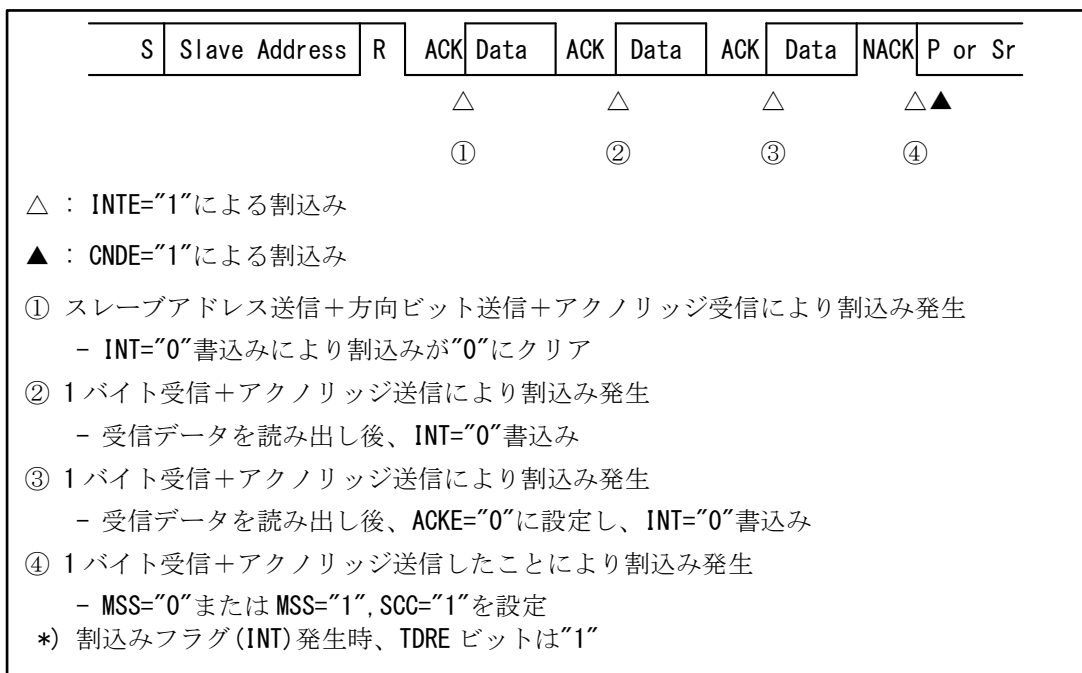 S Slave Address R ACK Data ACK Data ACK Data NACK P or Sr
△ △ △ △▲
① ② ③ ④
△ : INTE="1"による割込み
▲ : CNDE="1"による割込み
① スレーブアドレス送信＋方向ビット送信＋アクノリッジ受信により割込み発生
- INT="0"書込みにより割込みが"0"にクリア
② 1バイト受信＋アクノリッジ送信により割込み発生
- 受信データを読み出し後、INT="0"書込み
③ 1バイト受信＋アクノリッジ送信により割込み発生
- 受信データを読み出し後、ACKE="0"に設定し、INT="0"書込み
④ 1バイト受信＋アクノリッジ送信したことにより割込み発生
- MSS="0"または MSS="1",SCC="1"を設定
*) 割込みフラグ(INT)発生時、TDRE ビットは"1"